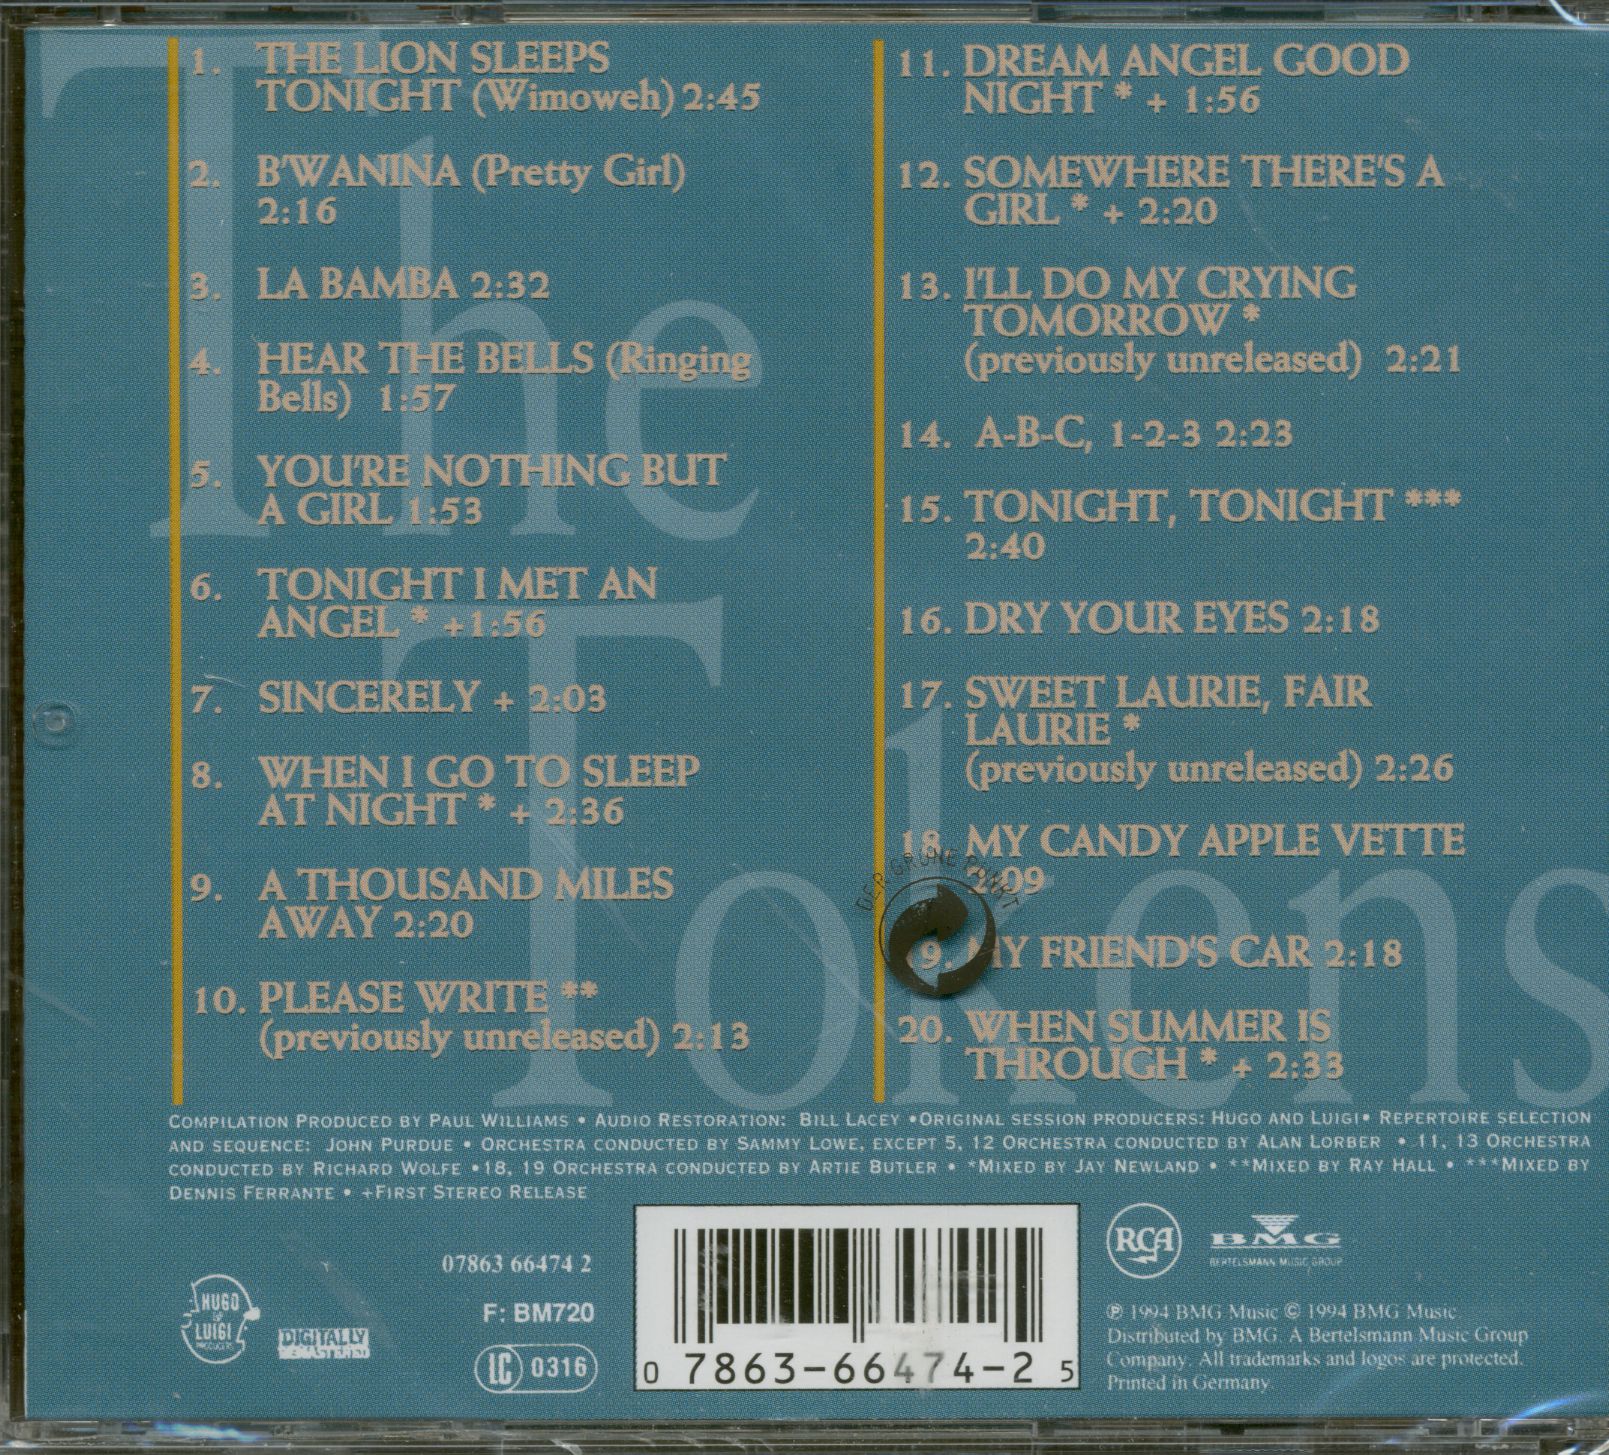 The
Tokens
1. THE LION SLEEPS
TONIGHT (Wimoweh) 2:45
2. B'WANINA (Pretty Girl)
2:16
3. LA BAMBA 2:32
4. HEAR THE BELLS (Ringing
Bells) 1:57
5. YOU'RE NOTHING BUT
A GIRL 1:53
6. TONIGHT I MET AN
ANGEL * +1:56
7. SINCERELY + 2:03
8. WHEN I GO TO SLEEP
AT NIGHT * + 2:36
9. A THOUSAND MILES
AWAY 2:20
10. PLEASE WRITE **
(previously unreleased) 2:13
11. DREAM ANGEL GOOD
NIGHT * + 1:56
12. SOMEWHERE THERE'S A
GIRL * + 2:20
13. I'LL DO MY CRYING
TOMORROW *
(previously unreleased) 2:21
14. A-B-C, 1-2-3 2:23
15. TONIGHT, TONIGHT ***
2:40
16. DRY YOUR EYES 2:18
17. SWEET LAURIE, FAIR
LAURIE *
(previously unreleased) 2:26
18. MY CANDY APPLE VETTE
2:09
DER GRÜNE PUNKT
19. MY FRIEND'S CAR 2:18
20. WHEN SUMMER IS
THROUGH * + 2:33
COMPILATION PRODUCED BY PAUL WILLIAMS • AUDIO RESTORATION: BILL LACEY •ORIGINAL SESSION PRODUCERS: HUGO AND LUIGI• REPERTOIRE SELECTION
AND SEQUENCE: JOHN PURDUE • ORCHESTRA CONDUCTED BY SAMMY LOWE, EXCEPT 5, 12 ORCHESTRA CONDUCTED BY ALAN LORBER • 11, 13 ORCHESTRA
CONDUCTED BY RICHARD WOLFE •18, 19 ORCHESTRA CONDUCTED BY ARTIE BUTLER • *MIXED BY JAY NEWLAND • **MIXED BY RAY HALL • ***MIXED BY
DENNIS FERRANTE • +FIRST STEREO RELEASE
HUGO
&
LUIGI
PRODUCERS
DIGITALLY
REMASTERED
07863 66474 2
F: BM720
LC 0316
0 7863-66474-2 5
RCA
BMG
BERTELSMANN MUSIC GROUP
℗ 1994 BMG Music © 1994 BMG Music
Distributed by BMG. A Bertelsmann Music Group
Company. All trademarks and logos are protected.
Printed in Germany.